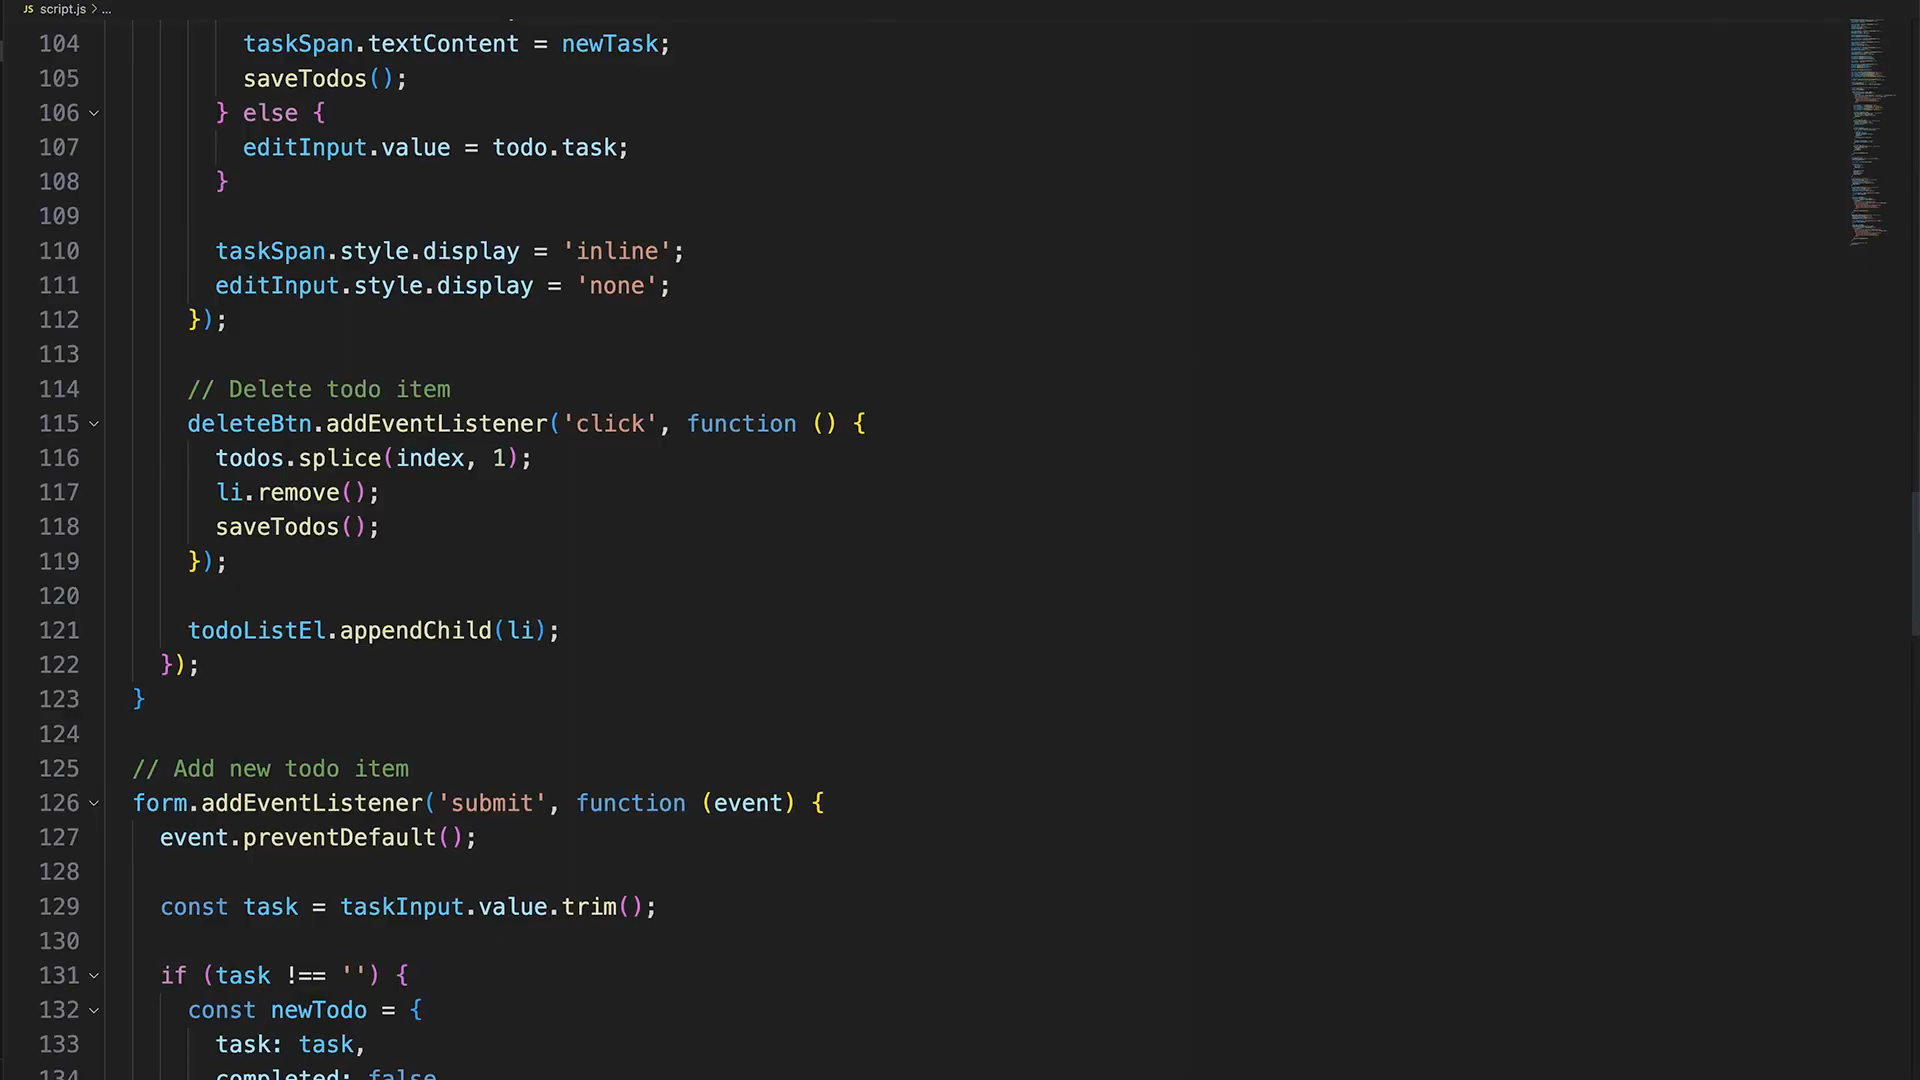 JS script.js > ...
104 taskSpan.textContent = newTask;
105 saveTodos();
106 } else {
107 editInput.value = todo.task;
108 }
109
110 taskSpan.style.display = 'inline';
111 editInput.style.display = 'none';
112 });
113
114 // Delete todo item
115 deleteBtn.addEventListener('click', function () {
116 todos.splice(index, 1);
117 li.remove();
118 saveTodos();
119 });
120
121 todoListEl.appendChild(li);
122 });
123 }
124
125 // Add new todo item
126 form.addEventListener('submit', function (event) {
127 event.preventDefault();
128
129 const task = taskInput.value.trim();
130
131 if (task !== '') {
132 const newTodo = {
133 task: task,
134 completed: false